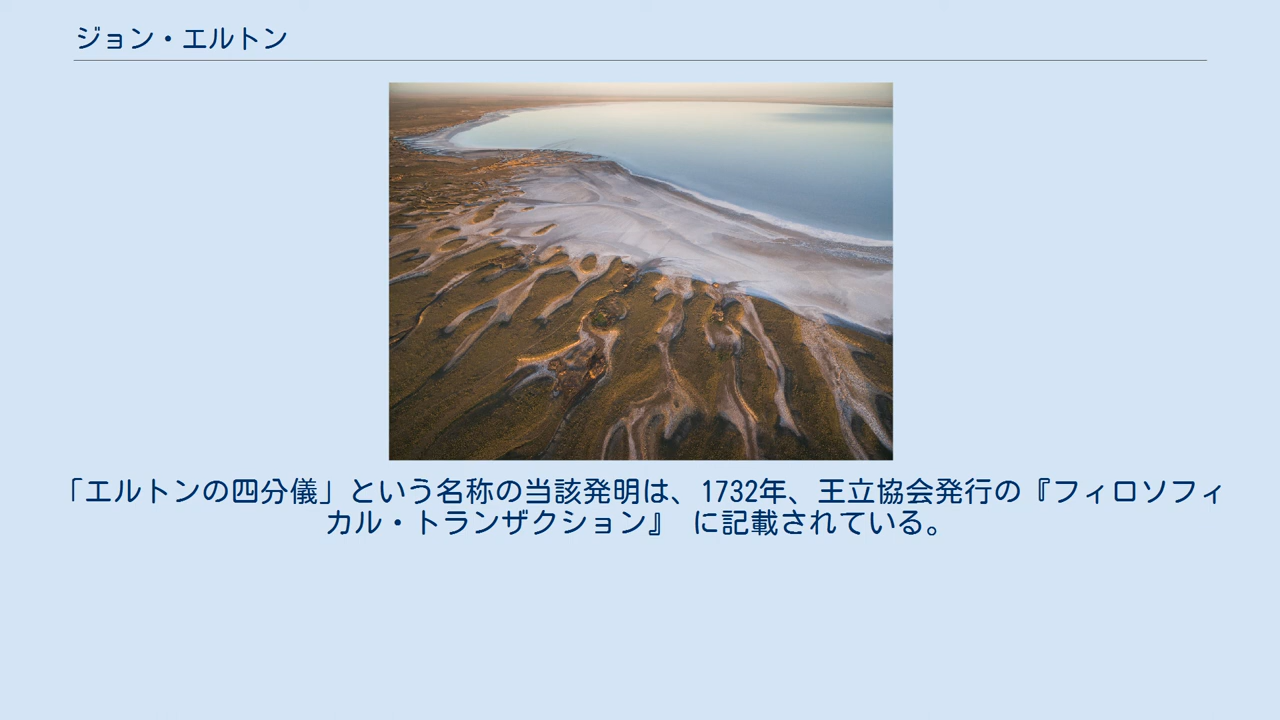 ジョン・エルトン
「エルトンの四分儀」という名称の当該発明は、1732年、王立協会発行の『フィロソフィ
カル・トランザクション』 に記載されている。